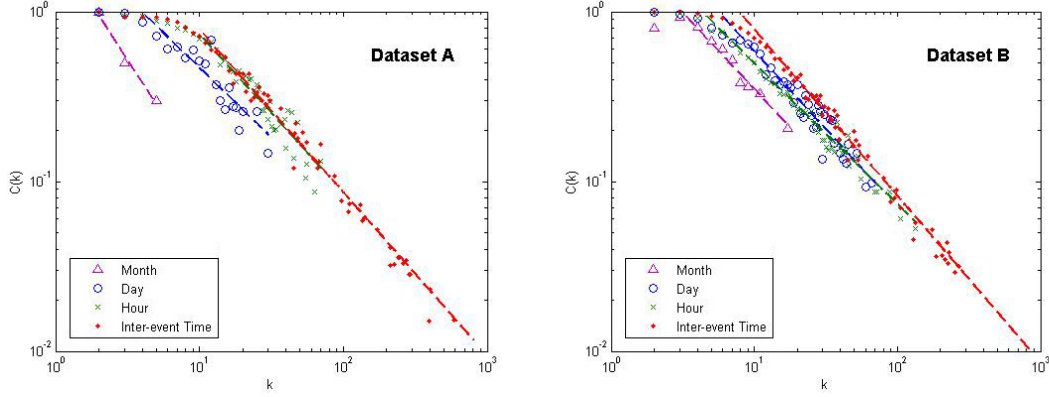 Dataset A
C(k)
10^0
10^-1
10^-2
Month
Day
Hour
Inter-event Time
10^0
10^1
10^2
10^3
k
Dataset B
C(k)
10^0
10^-1
10^-2
Month
Day
Hour
Inter-event Time
10^0
10^1
10^2
10^3
k